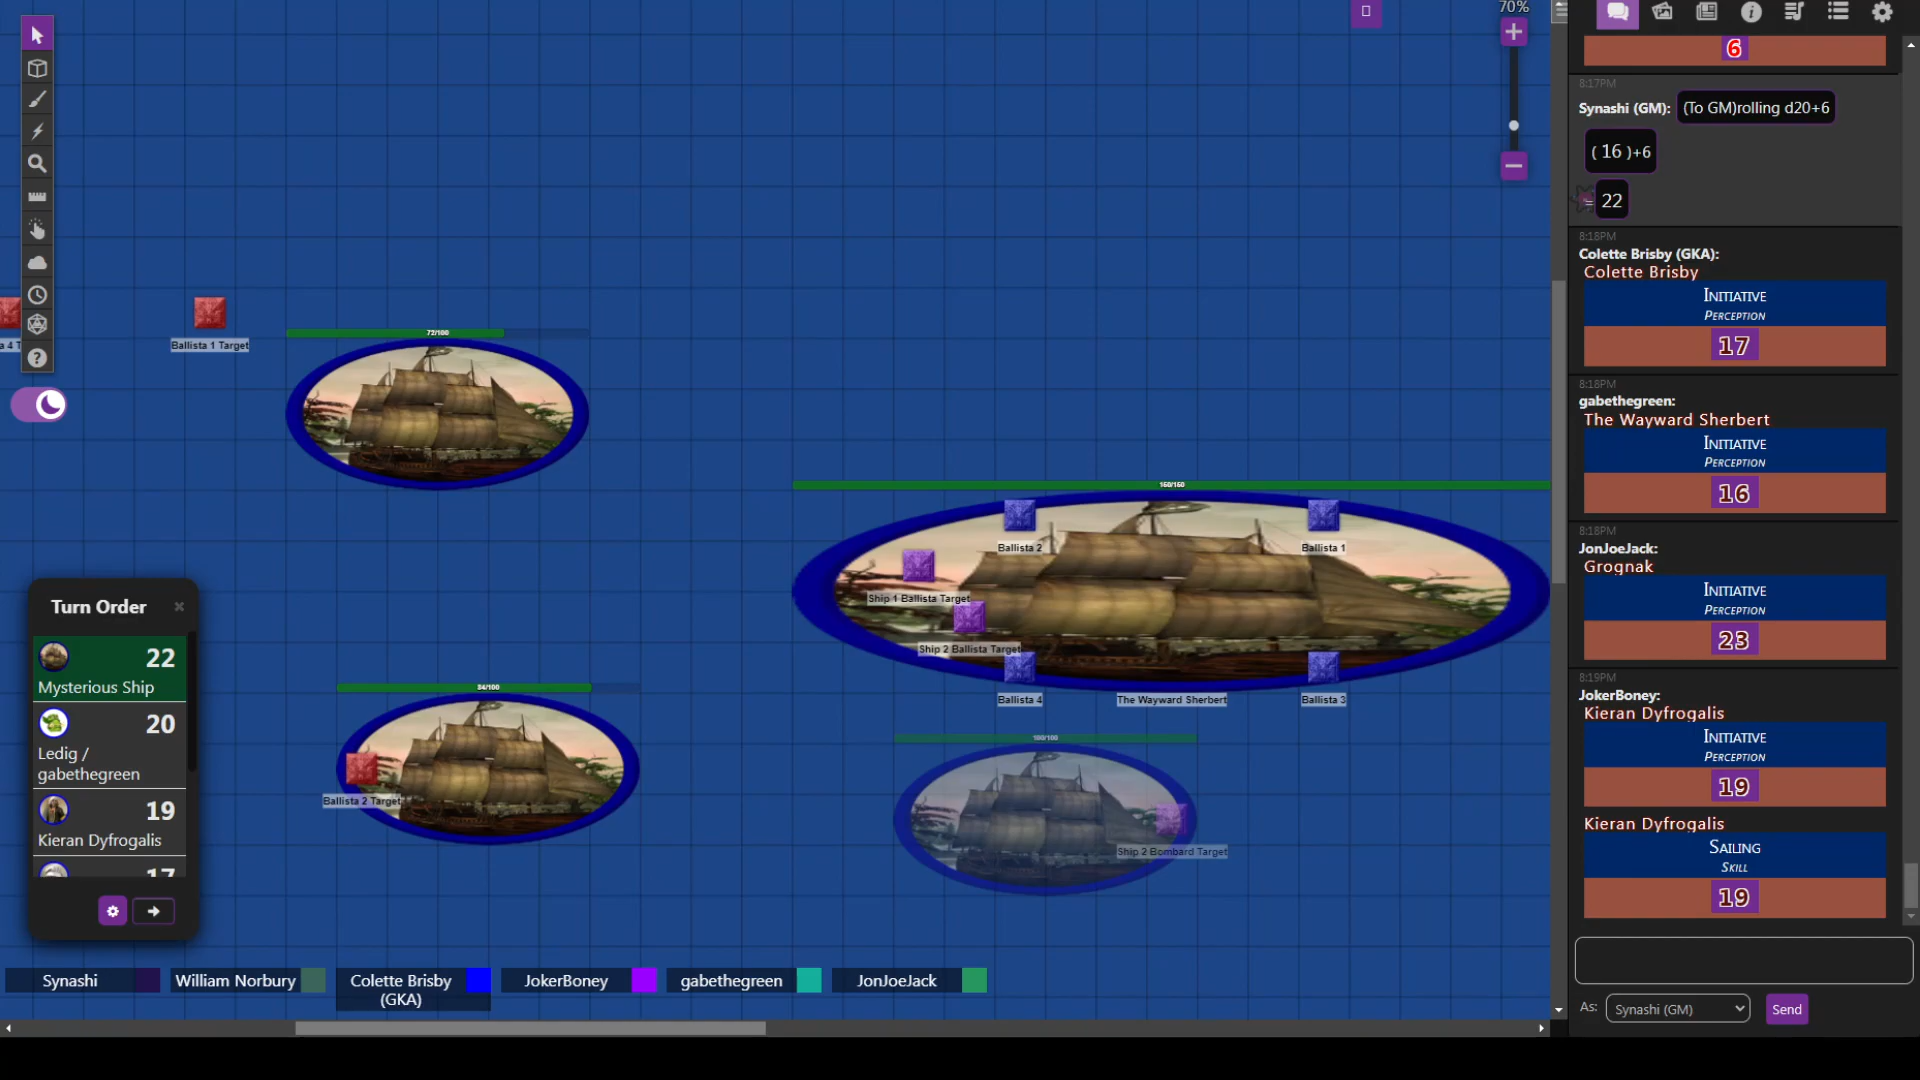 70%
6
8:17PM
Synashi (GM): (To GM)rolling d20+6
( 16 )+6
= 22
8:18PM
Colette Brisby (GKA):
Colette Brisby
Initiative
Perception
17
8:18PM
gabethegreen:
The Wayward Sherbert
Initiative
Perception
16
8:18PM
JonJoeJack:
Grognak
Initiative
Perception
23
8:19PM
JokerBoney:
Kieran Dyfrogalis
Initiative
Perception
19
Kieran Dyfrogalis
Sailing
Skill
19
As: Synashi (GM) Send
a 4 T
Ballista 1 Target
72/100
150/150
Ballista 2
Ballista 1
Ship 1 Ballista Target
Ship 2 Ballista Target
Ballista 4
The Wayward Sherbert
Ballista 3
84/100
Ballista 2 Target
100/100
Ship 2 Bombard Target
Turn Order
22
Mysterious Ship
20
Ledig /
gabethegreen
19
Kieran Dyfrogalis
17
Synashi
William Norbury
Colette Brisby
(GKA)
JokerBoney
gabethegreen
JonJoeJack